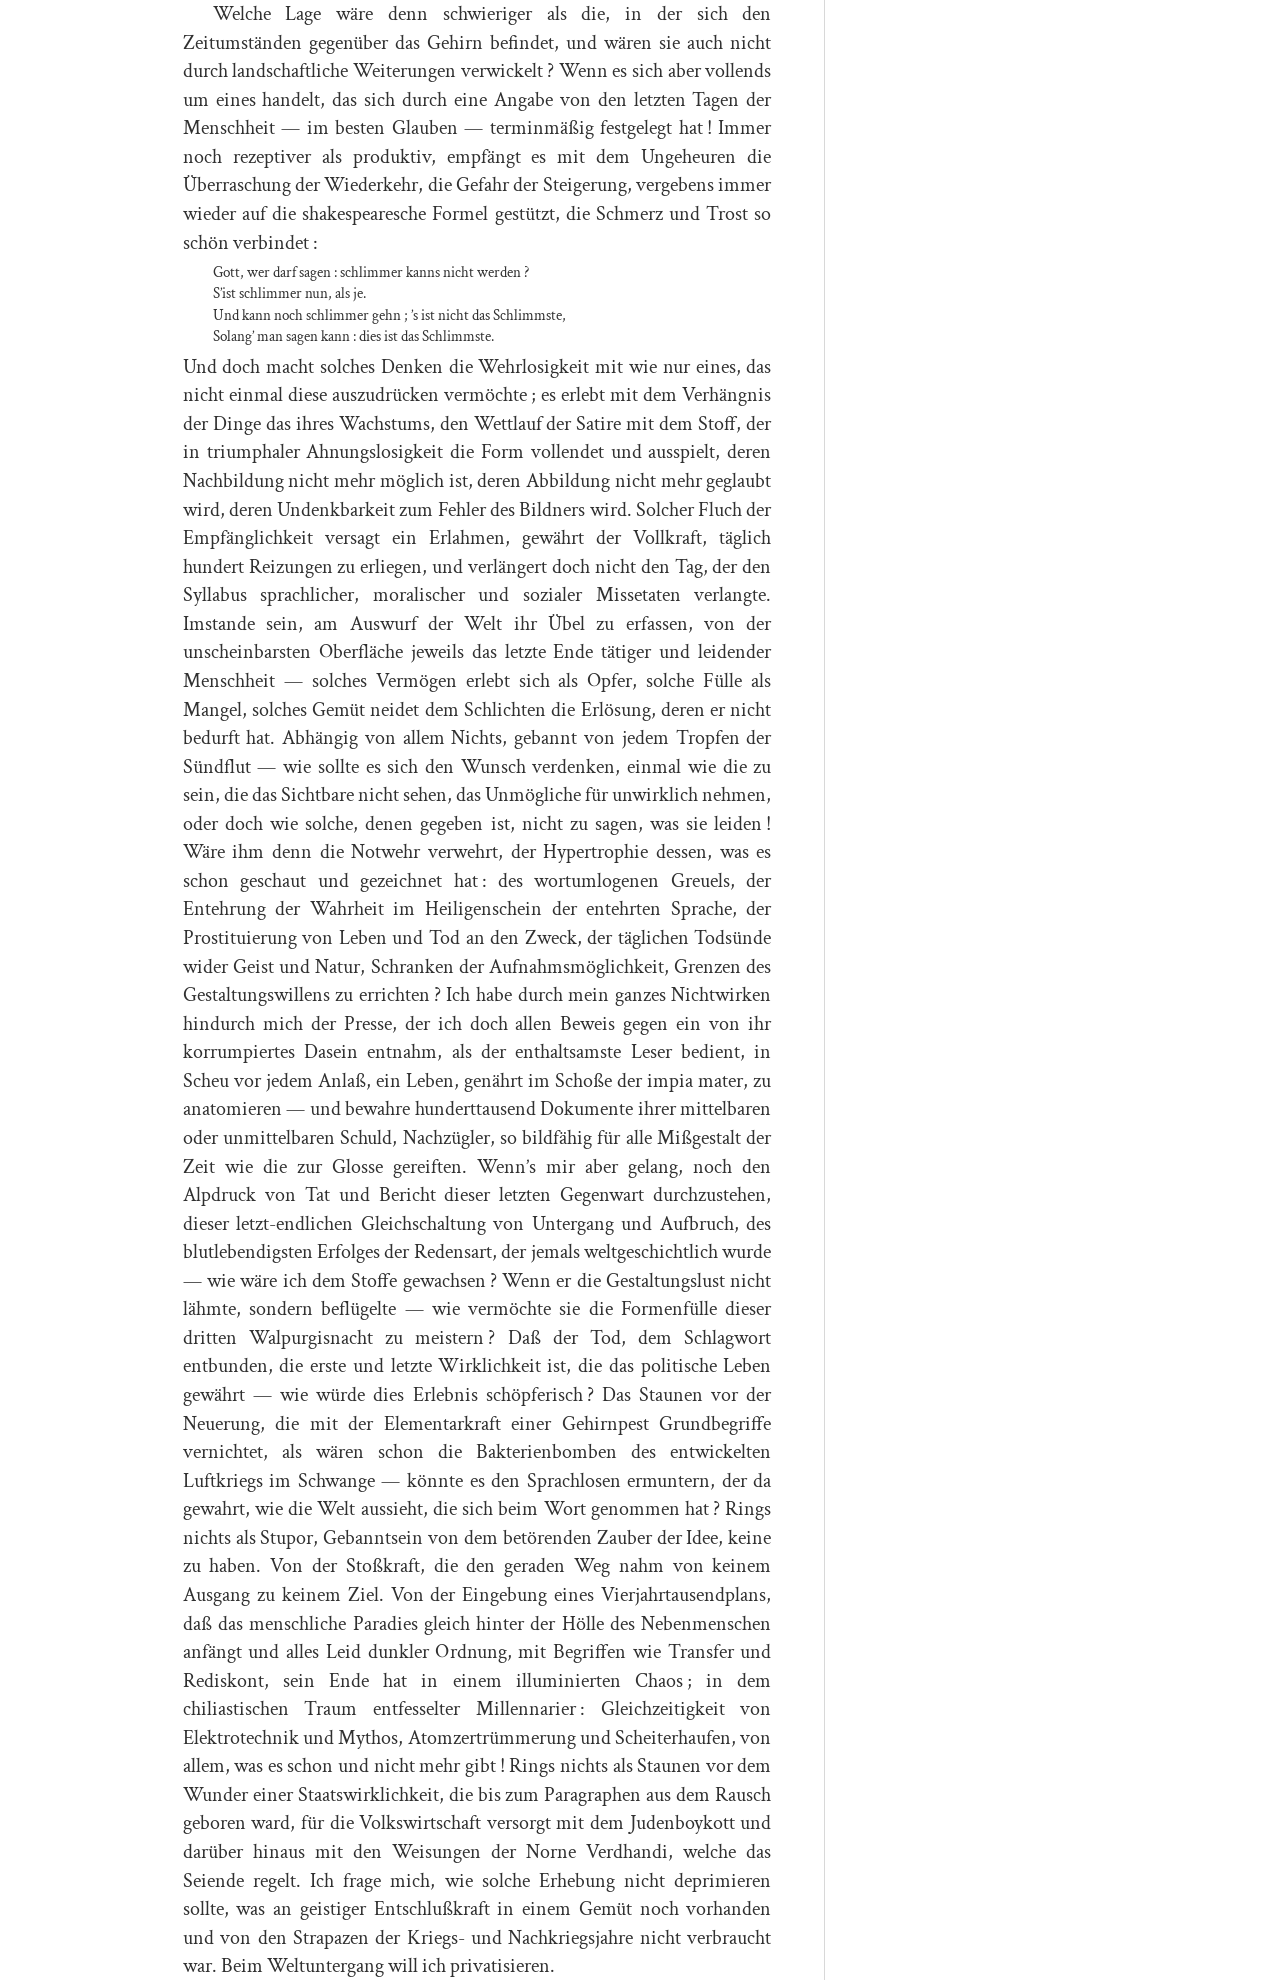 Welche Lage wäre denn schwieriger als die, in der sich den
Zeitumständen gegenüber das Gehirn befindet, und wären sie auch nicht
durch landschaftliche Weiterungen verwickelt ? Wenn es sich aber vollends
um eines handelt, das sich durch eine Angabe von den letzten Tagen der
Menschheit — im besten Glauben — terminmäßig festgelegt hat ! Immer
noch rezeptiver als produktiv, empfängt es mit dem Ungeheuren die
Überraschung der Wiederkehr, die Gefahr der Steigerung, vergebens immer
wieder auf die shakespearesche Formel gestützt, die Schmerz und Trost so
schön verbindet :
Gott, wer darf sagen : schlimmer kanns nicht werden ?
S’ist schlimmer nun, als je.
Und kann noch schlimmer gehn ; ’s ist nicht das Schlimmste,
Solang’ man sagen kann : dies ist das Schlimmste.
Und doch macht solches Denken die Wehrlosigkeit mit wie nur eines, das
nicht einmal diese auszudrücken vermöchte ; es erlebt mit dem Verhängnis
der Dinge das ihres Wachstums, den Wettlauf der Satire mit dem Stoff, der
in triumphaler Ahnungslosigkeit die Form vollendet und ausspielt, deren
Nachbildung nicht mehr möglich ist, deren Abbildung nicht mehr geglaubt
wird, deren Undenkbarkeit zum Fehler des Bildners wird. Solcher Fluch der
Empfänglichkeit versagt ein Erlahmen, gewährt der Vollkraft, täglich
hundert Reizungen zu erliegen, und verlängert doch nicht den Tag, der den
Syllabus sprachlicher, moralischer und sozialer Missetaten verlangte.
Imstande sein, am Auswurf der Welt ihr Übel zu erfassen, von der
unscheinbarsten Oberfläche jeweils das letzte Ende tätiger und leidender
Menschheit — solches Vermögen erlebt sich als Opfer, solche Fülle als
Mangel, solches Gemüt neidet dem Schlichten die Erlösung, deren er nicht
bedurft hat. Abhängig von allem Nichts, gebannt von jedem Tropfen der
Sündflut — wie sollte es sich den Wunsch verdenken, einmal wie die zu
sein, die das Sichtbare nicht sehen, das Unmögliche für unwirklich nehmen,
oder doch wie solche, denen gegeben ist, nicht zu sagen, was sie leiden !
Wäre ihm denn die Notwehr verwehrt, der Hypertrophie dessen, was es
schon geschaut und gezeichnet hat : des wortumlogenen Greuels, der
Entehrung der Wahrheit im Heiligenschein der entehrten Sprache, der
Prostituierung von Leben und Tod an den Zweck, der täglichen Todsünde
wider Geist und Natur, Schranken der Aufnahmsmöglichkeit, Grenzen des
Gestaltungswillens zu errichten ? Ich habe durch mein ganzes Nichtwirken
hindurch mich der Presse, der ich doch allen Beweis gegen ein von ihr
korrumpiertes Dasein entnahm, als der enthaltsamste Leser bedient, in
Scheu vor jedem Anlaß, ein Leben, genährt im Schoße der impia mater, zu
anatomieren — und bewahre hunderttausend Dokumente ihrer mittelbaren
oder unmittelbaren Schuld, Nachzügler, so bildfähig für alle Mißgestalt der
Zeit wie die zur Glosse gereiften. Wenn’s mir aber gelang, noch den
Alpdruck von Tat und Bericht dieser letzten Gegenwart durchzustehen,
dieser letzt-endlichen Gleichschaltung von Untergang und Aufbruch, des
blutlebendigsten Erfolges der Redensart, der jemals weltgeschichtlich wurde
— wie wäre ich dem Stoffe gewachsen ? Wenn er die Gestaltungslust nicht
lähmte, sondern beflügelte — wie vermöchte sie die Formenfülle dieser
dritten Walpurgisnacht zu meistern ? Daß der Tod, dem Schlagwort
entbunden, die erste und letzte Wirklichkeit ist, die das politische Leben
gewährt — wie würde dies Erlebnis schöpferisch ? Das Staunen vor der
Neuerung, die mit der Elementarkraft einer Gehirnpest Grundbegriffe
vernichtet, als wären schon die Bakterienbomben des entwickelten
Luftkriegs im Schwange — könnte es den Sprachlosen ermuntern, der da
gewahrt, wie die Welt aussieht, die sich beim Wort genommen hat ? Rings
nichts als Stupor, Gebanntsein von dem betörenden Zauber der Idee, keine
zu haben. Von der Stoßkraft, die den geraden Weg nahm von keinem
Ausgang zu keinem Ziel. Von der Eingebung eines Vierjahrtausendplans,
daß das menschliche Paradies gleich hinter der Hölle des Nebenmenschen
anfängt und alles Leid dunkler Ordnung, mit Begriffen wie Transfer und
Rediskont, sein Ende hat in einem illuminierten Chaos ; in dem
chiliastischen Traum entfesselter Millennarier : Gleichzeitigkeit von
Elektrotechnik und Mythos, Atomzertrümmerung und Scheiterhaufen, von
allem, was es schon und nicht mehr gibt ! Rings nichts als Staunen vor dem
Wunder einer Staatswirklichkeit, die bis zum Paragraphen aus dem Rausch
geboren ward, für die Volkswirtschaft versorgt mit dem Judenboykott und
darüber hinaus mit den Weisungen der Norne Verdhandi, welche das
Seiende regelt. Ich frage mich, wie solche Erhebung nicht deprimieren
sollte, was an geistiger Entschlußkraft in einem Gemüt noch vorhanden
und von den Strapazen der Kriegs- und Nachkriegsjahre nicht verbraucht
war. Beim Weltuntergang will ich privatisieren.